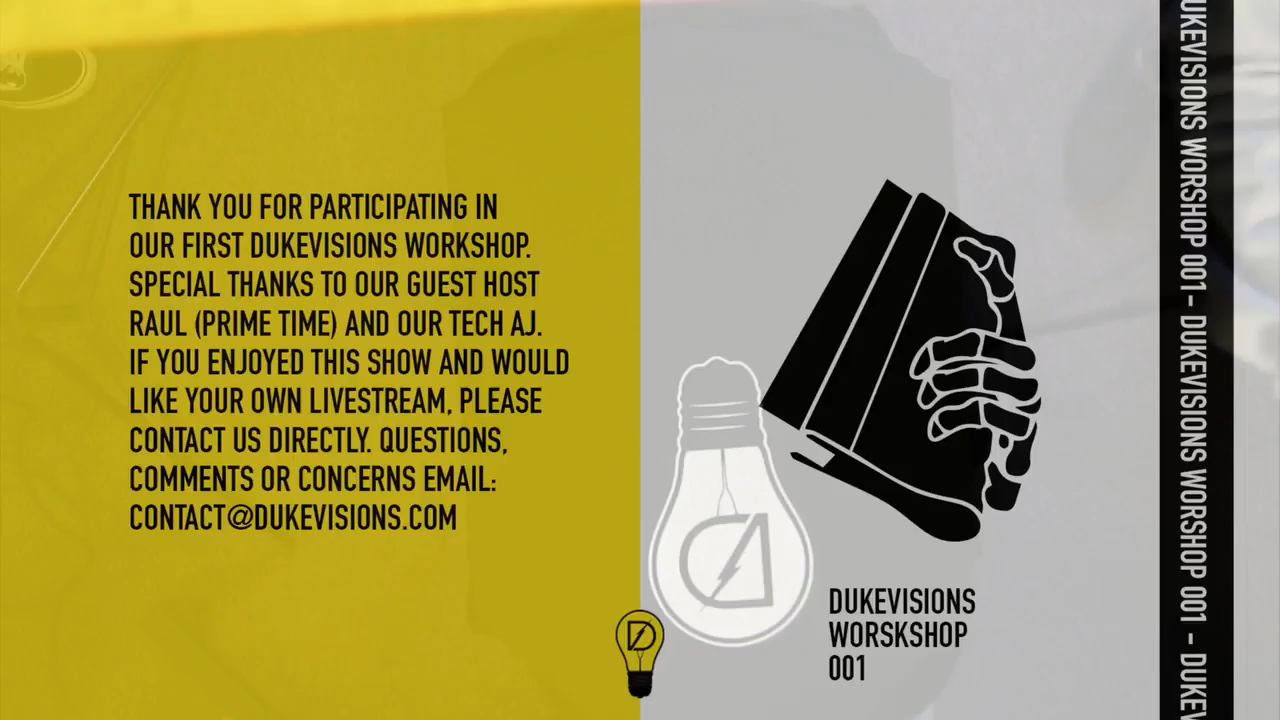 THANK YOU FOR PARTICIPATING IN
OUR FIRST DUKEVISIONS WORKSHOP.
SPECIAL THANKS TO OUR GUEST HOST
RAUL (PRIME TIME) AND OUR TECH AJ.
IF YOU ENJOYED THIS SHOW AND WOULD
LIKE YOUR OWN LIVESTREAM, PLEASE
CONTACT US DIRECTLY. QUESTIONS,
COMMENTS OR CONCERNS EMAIL:
CONTACT@DUKEVISIONS.COM
D
D
DUKEVISIONS
WORSKSHOP
001
UKEVISIONS WORSHOP 001- DUKEVISIONS WORSHOP 001 - DUKEV